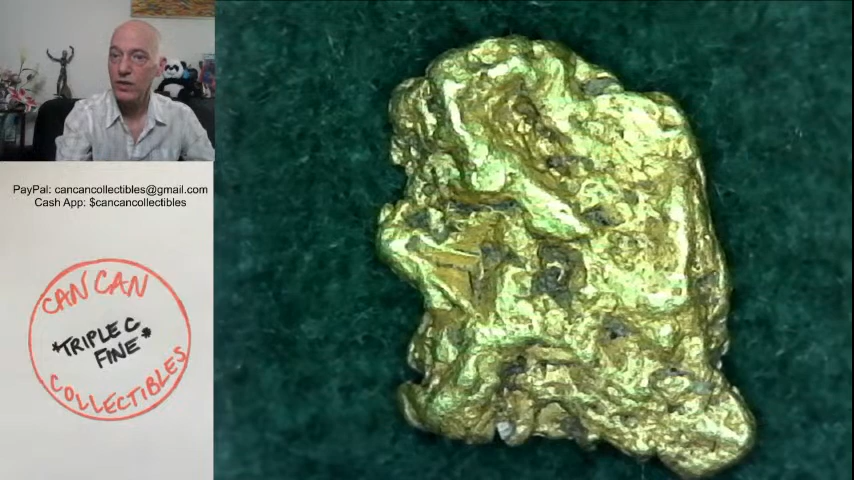 PayPal: cancancollectibles@gmail.com
Cash App: $cancancollectibles
CAN CAN
*TRIPLE C
FINE*
COLLECTIBLES